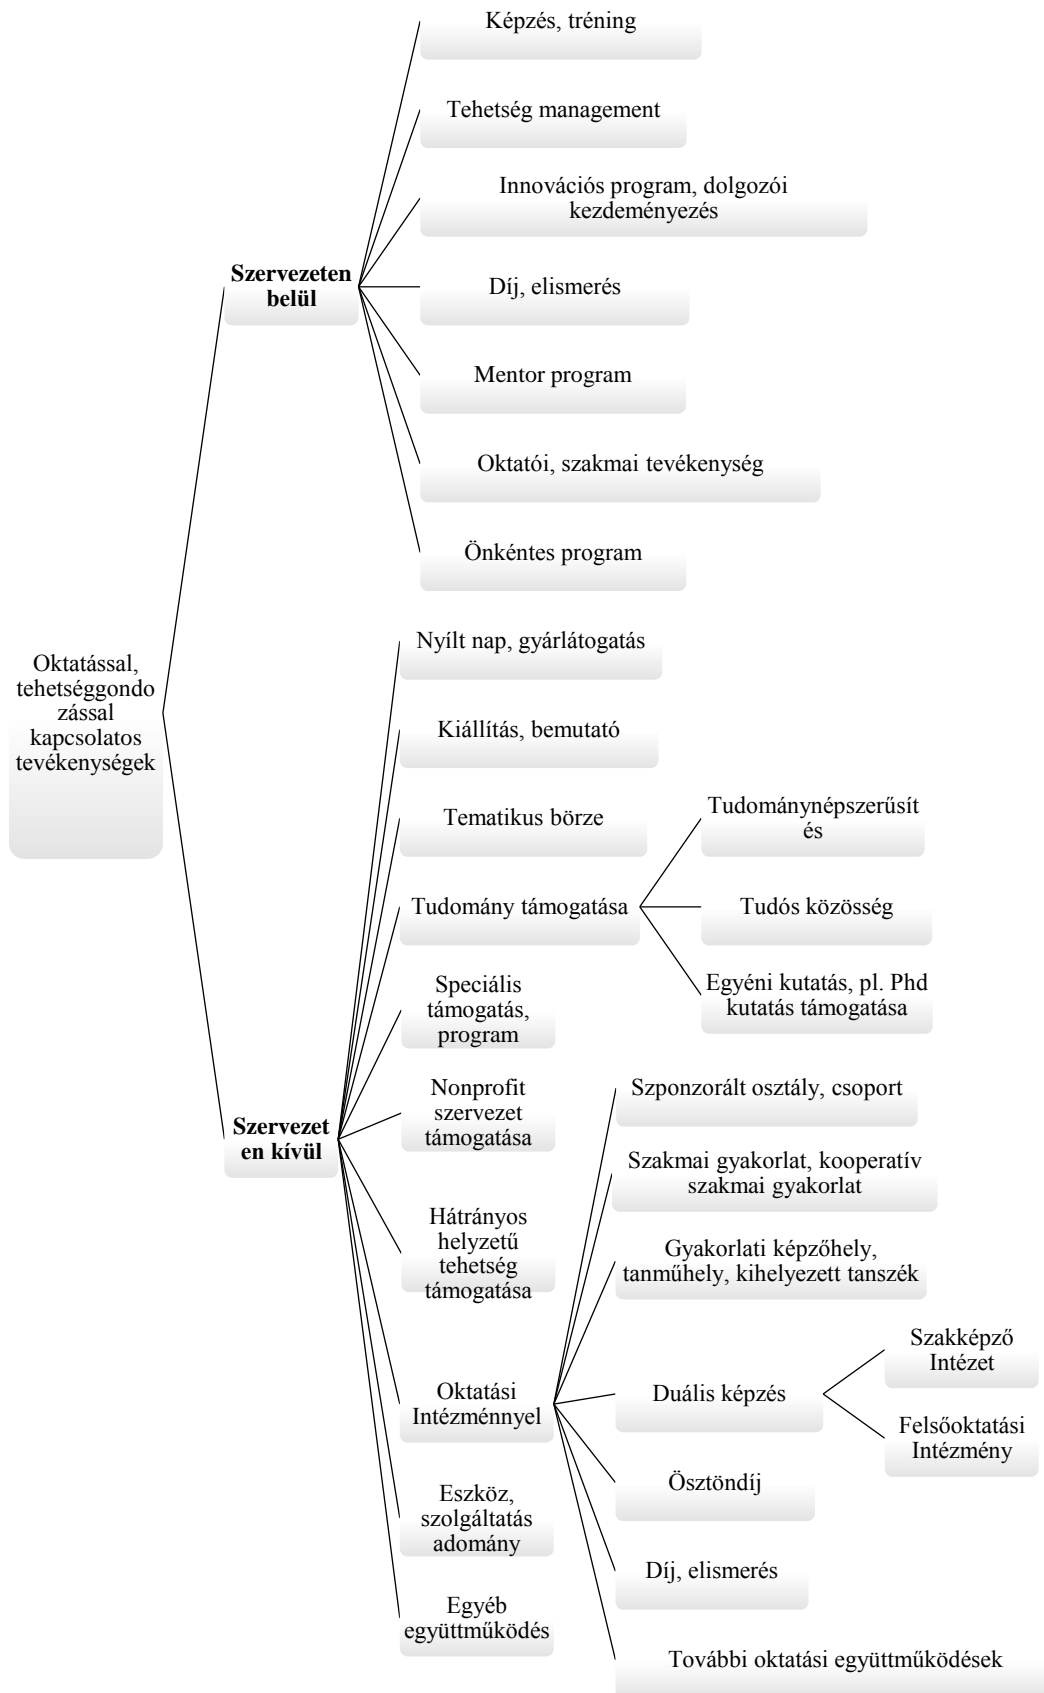 Képzés, tréning
Tehetség management
Innovációs program, dolgozói
kezdeményezés
Szervezeten
belül
Díj, elismerés
Mentor program
Oktatói, szakmai tevékenység
Önkéntes program
Oktatással,
tehetséggondo
zással
kapcsolatos
tevékenységek
Nyílt nap, gyárlátogatás
Kiállítás, bemutató
Tematikus börze
Tudomány támogatása
Tudománynépszerűsít
és
Tudós közösség
Egyéni kutatás, pl. Phd
kutatás támogatása
Speciális
támogatás,
program
Nonprofit
szervezet
támogatása
Szervezet
en kívül
Hátrányos
helyzetű
tehetség
támogatása
Oktatási
Intézménnyel
Szponzorált osztály, csoport
Szakmai gyakorlat, kooperatív
szakmai gyakorlat
Gyakorlati képzőhely,
tanműhely, kihelyezett tanszék
Duális képzés
Szakképző
Intézet
Felsőoktatási
Intézmény
Ösztöndíj
Díj, elismerés
További oktatási együttműködések
Eszköz,
szolgáltatás
adomány
Egyéb
együttműködés